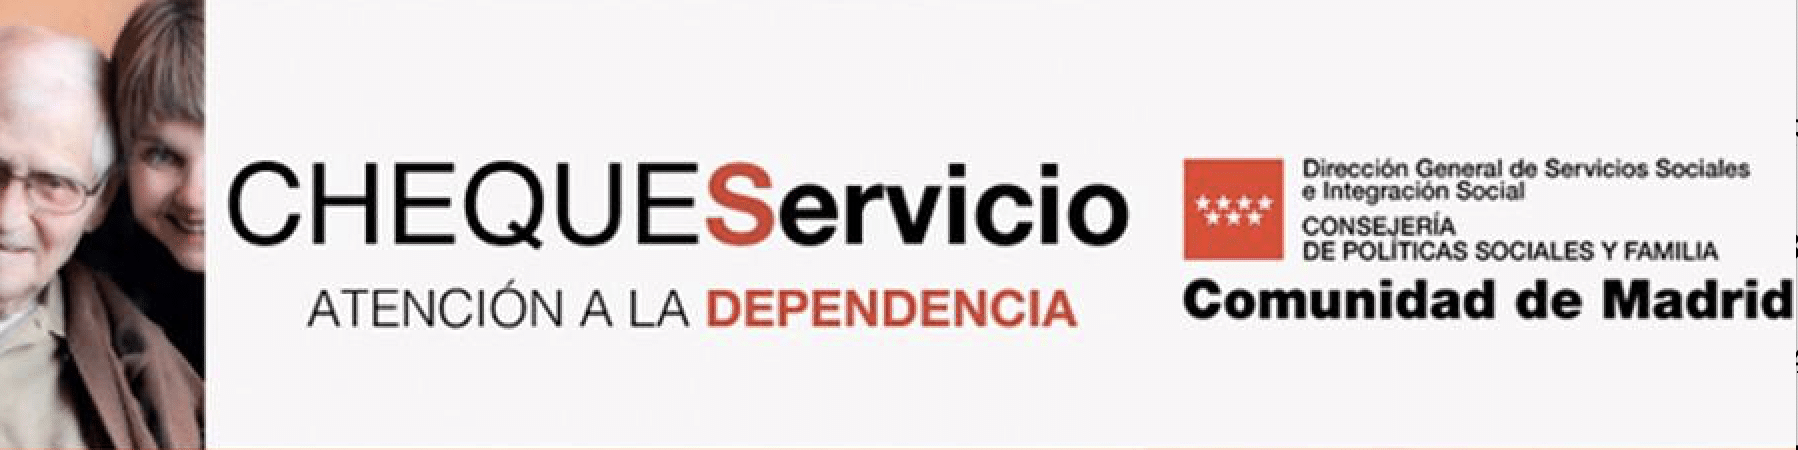 CHEQUEServicio
ATENCIÓN A LA DEPENDENCIA
Dirección General de Servicios Sociales
e Integración Social
CONSEJERÍA
DE POLÍTICAS SOCIALES Y FAMILIA
Comunidad de Madrid